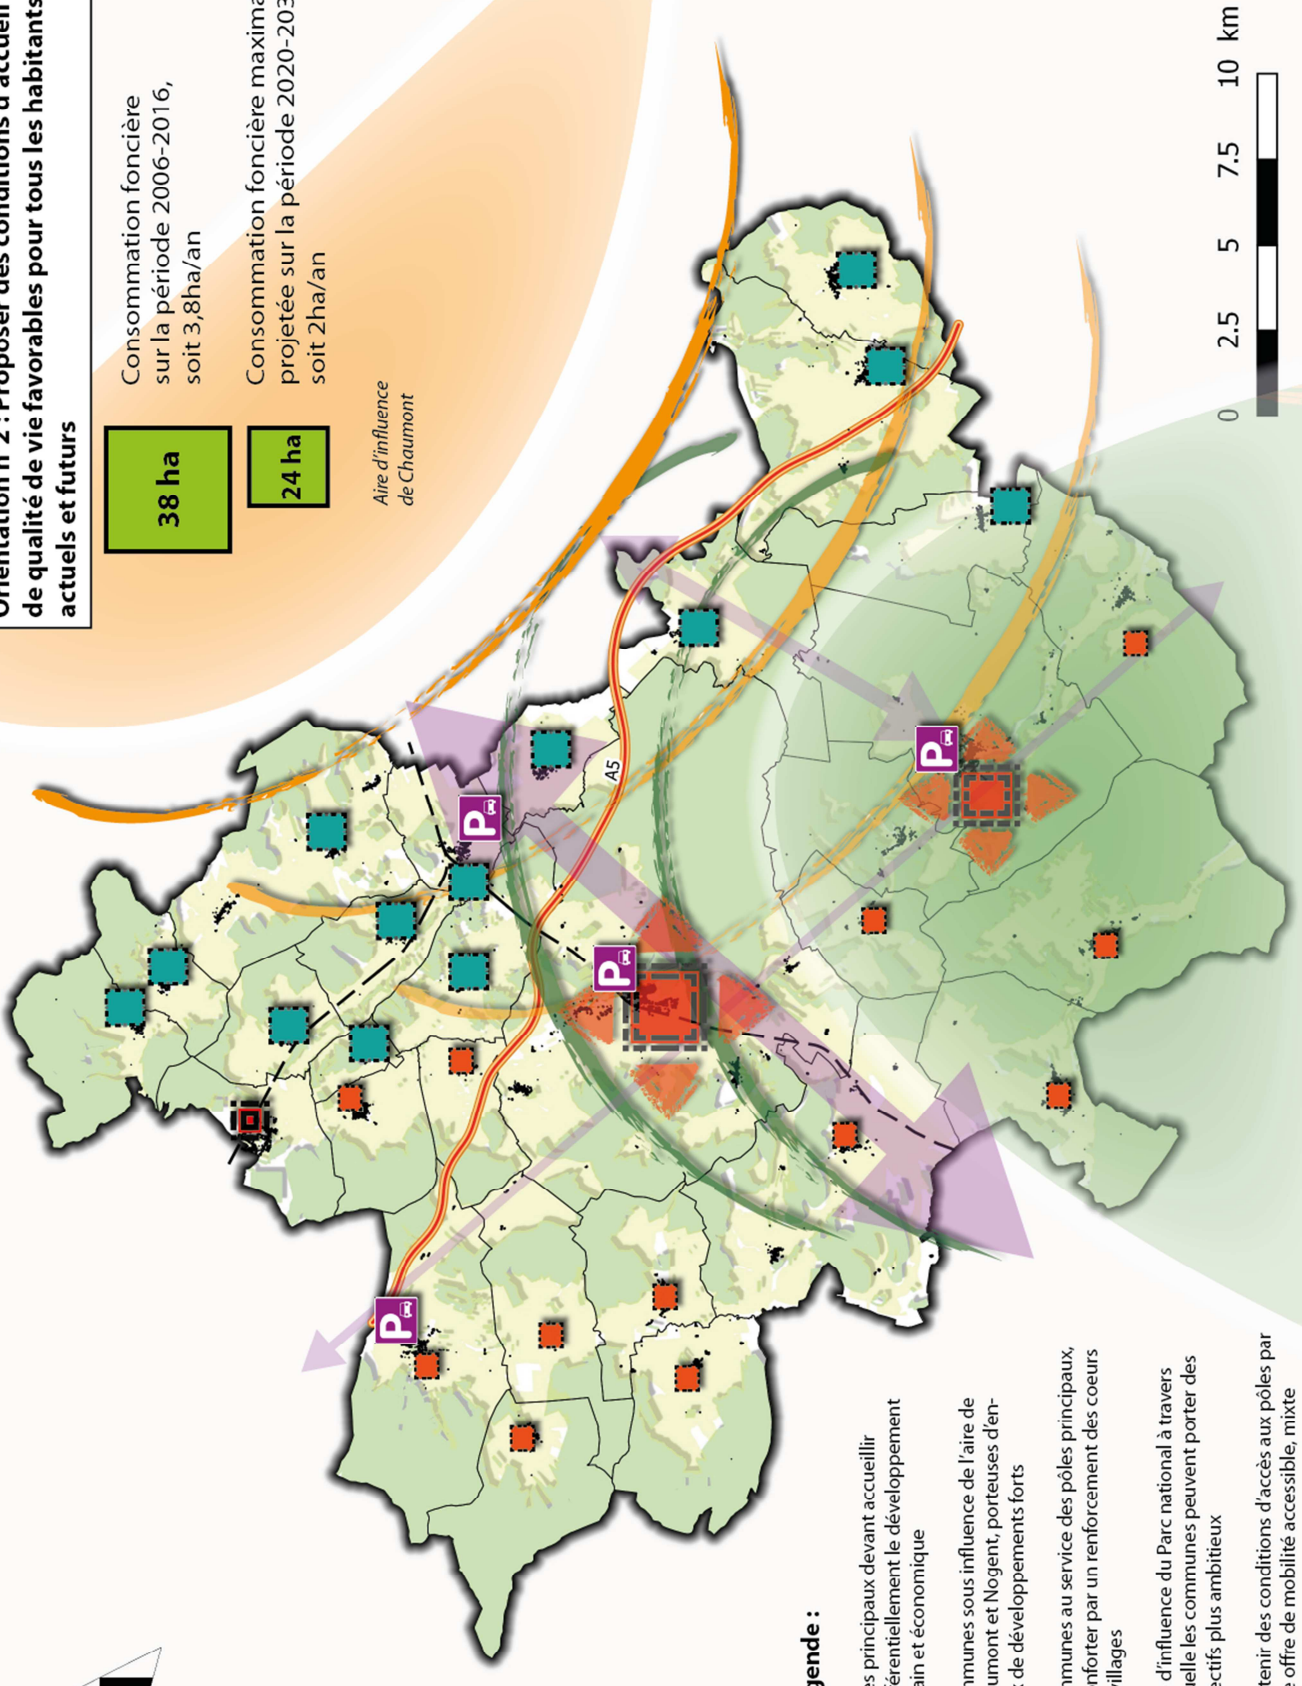 Orientation n°2 : Proposer des conditions d'accueil
de qualité de vie favorables pour tous les habitants
actuels et futurs
38 ha
Consommation foncière
sur la période 2006-2016,
soit 3,8ha/an
24 ha
Consommation foncière maxima
projetée sur la période 2020-203
soit 2ha/an
Aire d'influence
de Chaumont
A5
P
P
P
P
0 2.5 5 7.5 10 km
gende :
es principaux devant accueillir
férentiellement le développement
ain et économique
mmunes sous influence de l'aire de
umont et Nogent, porteuses d'en-
x de développements forts
mmunes au service des pôles principaux,
nforter par un renforcement des coeurs
villages
d'influence du Parc national à travers
uelle les communes peuvent porter des
ectifs plus ambitieux
tenir des conditions d'accès aux pôles par
e offre de mobilité accessible, mixte